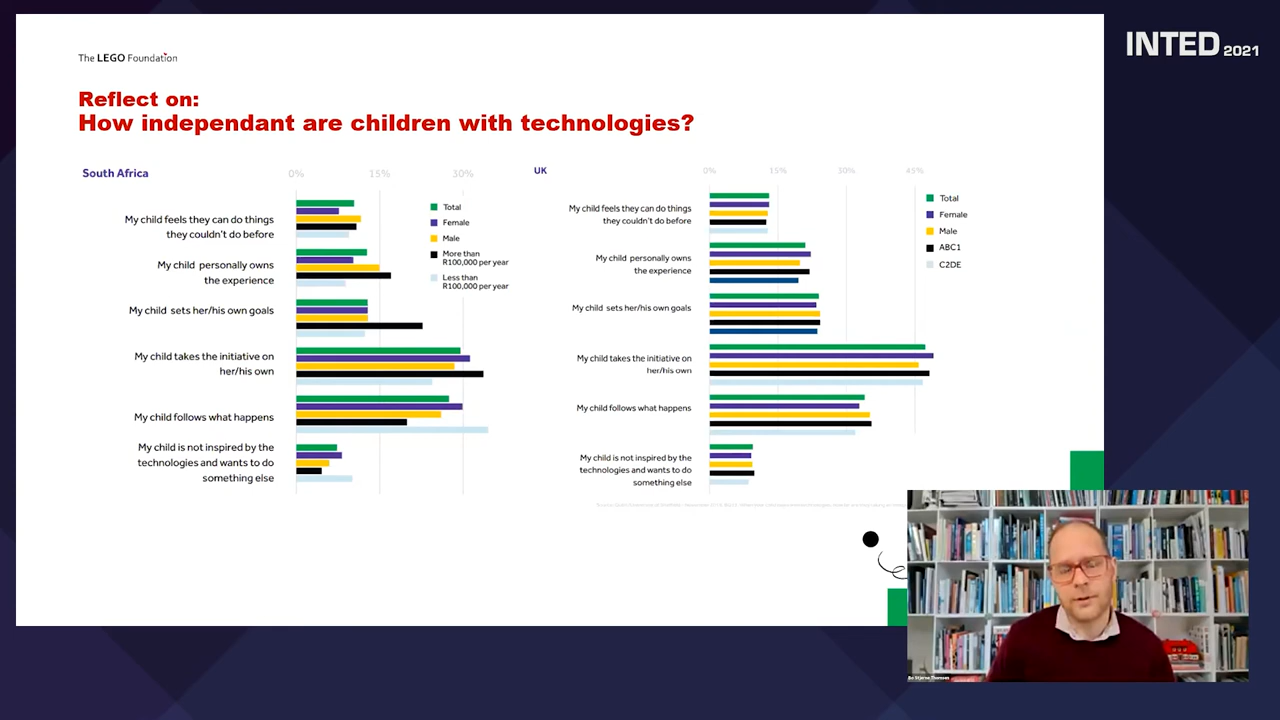 The LEGO Foundation
INTED 2021
Reflect on:
How independant are children with technologies?
South Africa
0%
15%
30%
My child feels they can do things
they couldn't do before
My child personally owns
the experience
My child sets her/his own goals
My child takes the initiative on
her/his own
My child follows what happens
My child is not inspired by the
technologies and wants to do
something else
Total
Female
Male
More than
R100,000 per year
Less than
R100,000 per year
UK
0%
15%
30%
45%
My child feels they can do things
they couldn't do before
My child personally owns
the experience
My child sets her/his own goals
My child takes the initiative on
her/his own
My child follows what happens
My child is not inspired by the
technologies and wants to do
something else
Total
Female
Male
ABC1
C2DE
Bo Stjerne Thomsen